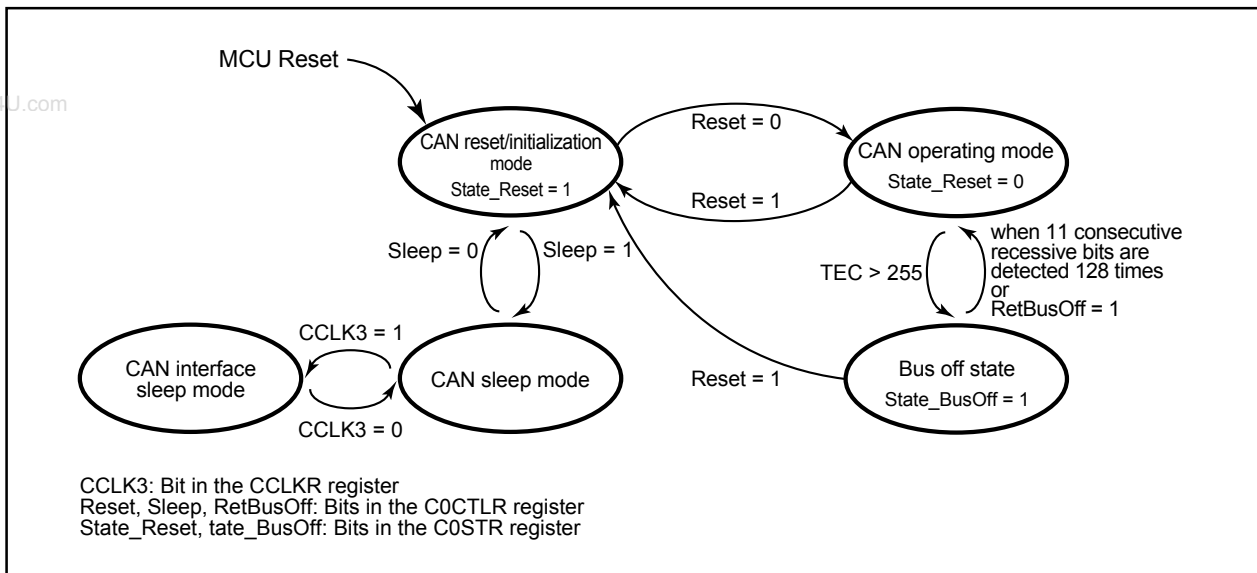 MCU Reset
4U.com
CAN reset/initialization
mode
State_Reset = 1
Reset = 0
Reset = 1
CAN operating mode
State_Reset = 0
Sleep = 0
Sleep = 1
TEC > 255
when 11 consecutive
recessive bits are
detected 128 times
or
RetBusOff = 1
CCLK3 = 1
CAN interface
sleep mode
CCLK3 = 0
CAN sleep mode
Reset = 1
Bus off state
State_BusOff = 1
CCLK3: Bit in the CCLKR register
Reset, Sleep, RetBusOff: Bits in the C0CTLR register
State_Reset, tate_BusOff: Bits in the C0STR register